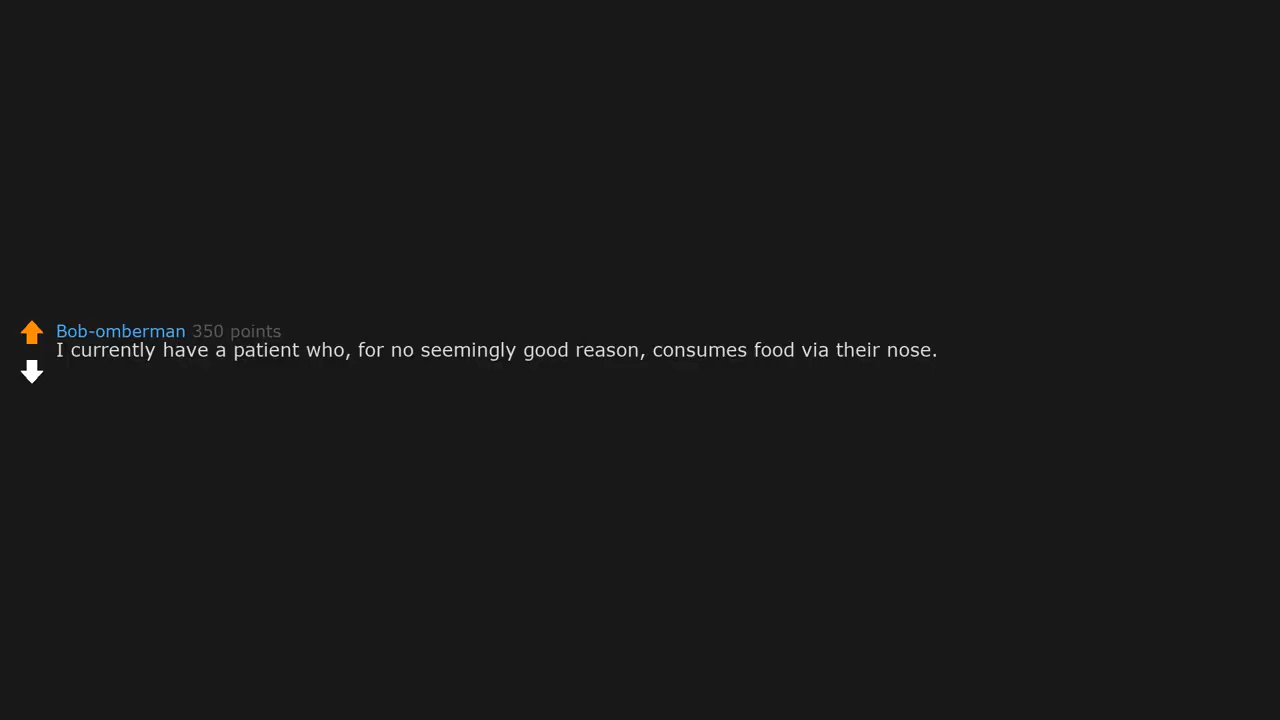 Bob-omberman 350 points
I currently have a patient who, for no seemingly good reason, consumes food via their nose.